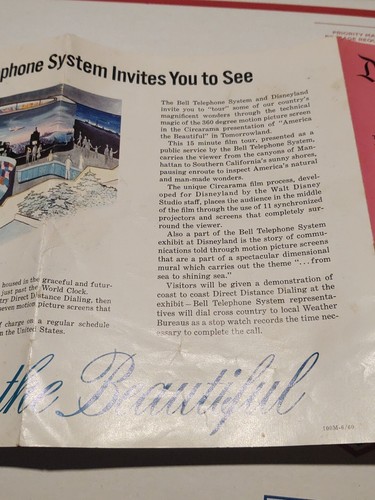 phone System Invites You to See
The Bell Telephone System and Disneyland
invite you to "tour" some of our country's
magnificent wonders through the technical
magic of the 360 degree motion picture screen
in the Circarama presentation of "America
the Beautiful" in Tomorrowland.
This 15 minute film tour, presented as a
public service by the Bell Telephone System,
carries the viewer from the canyons of Man-
hattan to Southern California's sunny shores,
pausing enroute to inspect America's natural
and man-made wonders.
The unique Circarama film process, devel-
oped for Disneyland by the Walt Disney
Studio staff, places the audience in the middle
of the film through the use of 11 synchronized
projectors and screens that completely sur-
round the viewer.
Also a part of the Bell Telephone System
exhibit at Disneyland is the story of commu-
nications told through motion picture screens
that are a part of a spectacular dimensional
mural which carries out the theme "... from
sea to shining sea."
Visitors will be given a demonstration of
coast to coast Direct Distance Dialing at the
exhibit – Bell Telephone System representa-
tives will dial cross country to local Weather
Bureaus as a stop watch records the time nec-
essary to complete the call.
housed in the graceful and futur-
just past the World Clock.
try Direct Distance Dialing, then
seven motion picture screens that
f charge on a regular schedule
n the United States.
the Beautiful
PRIORITY